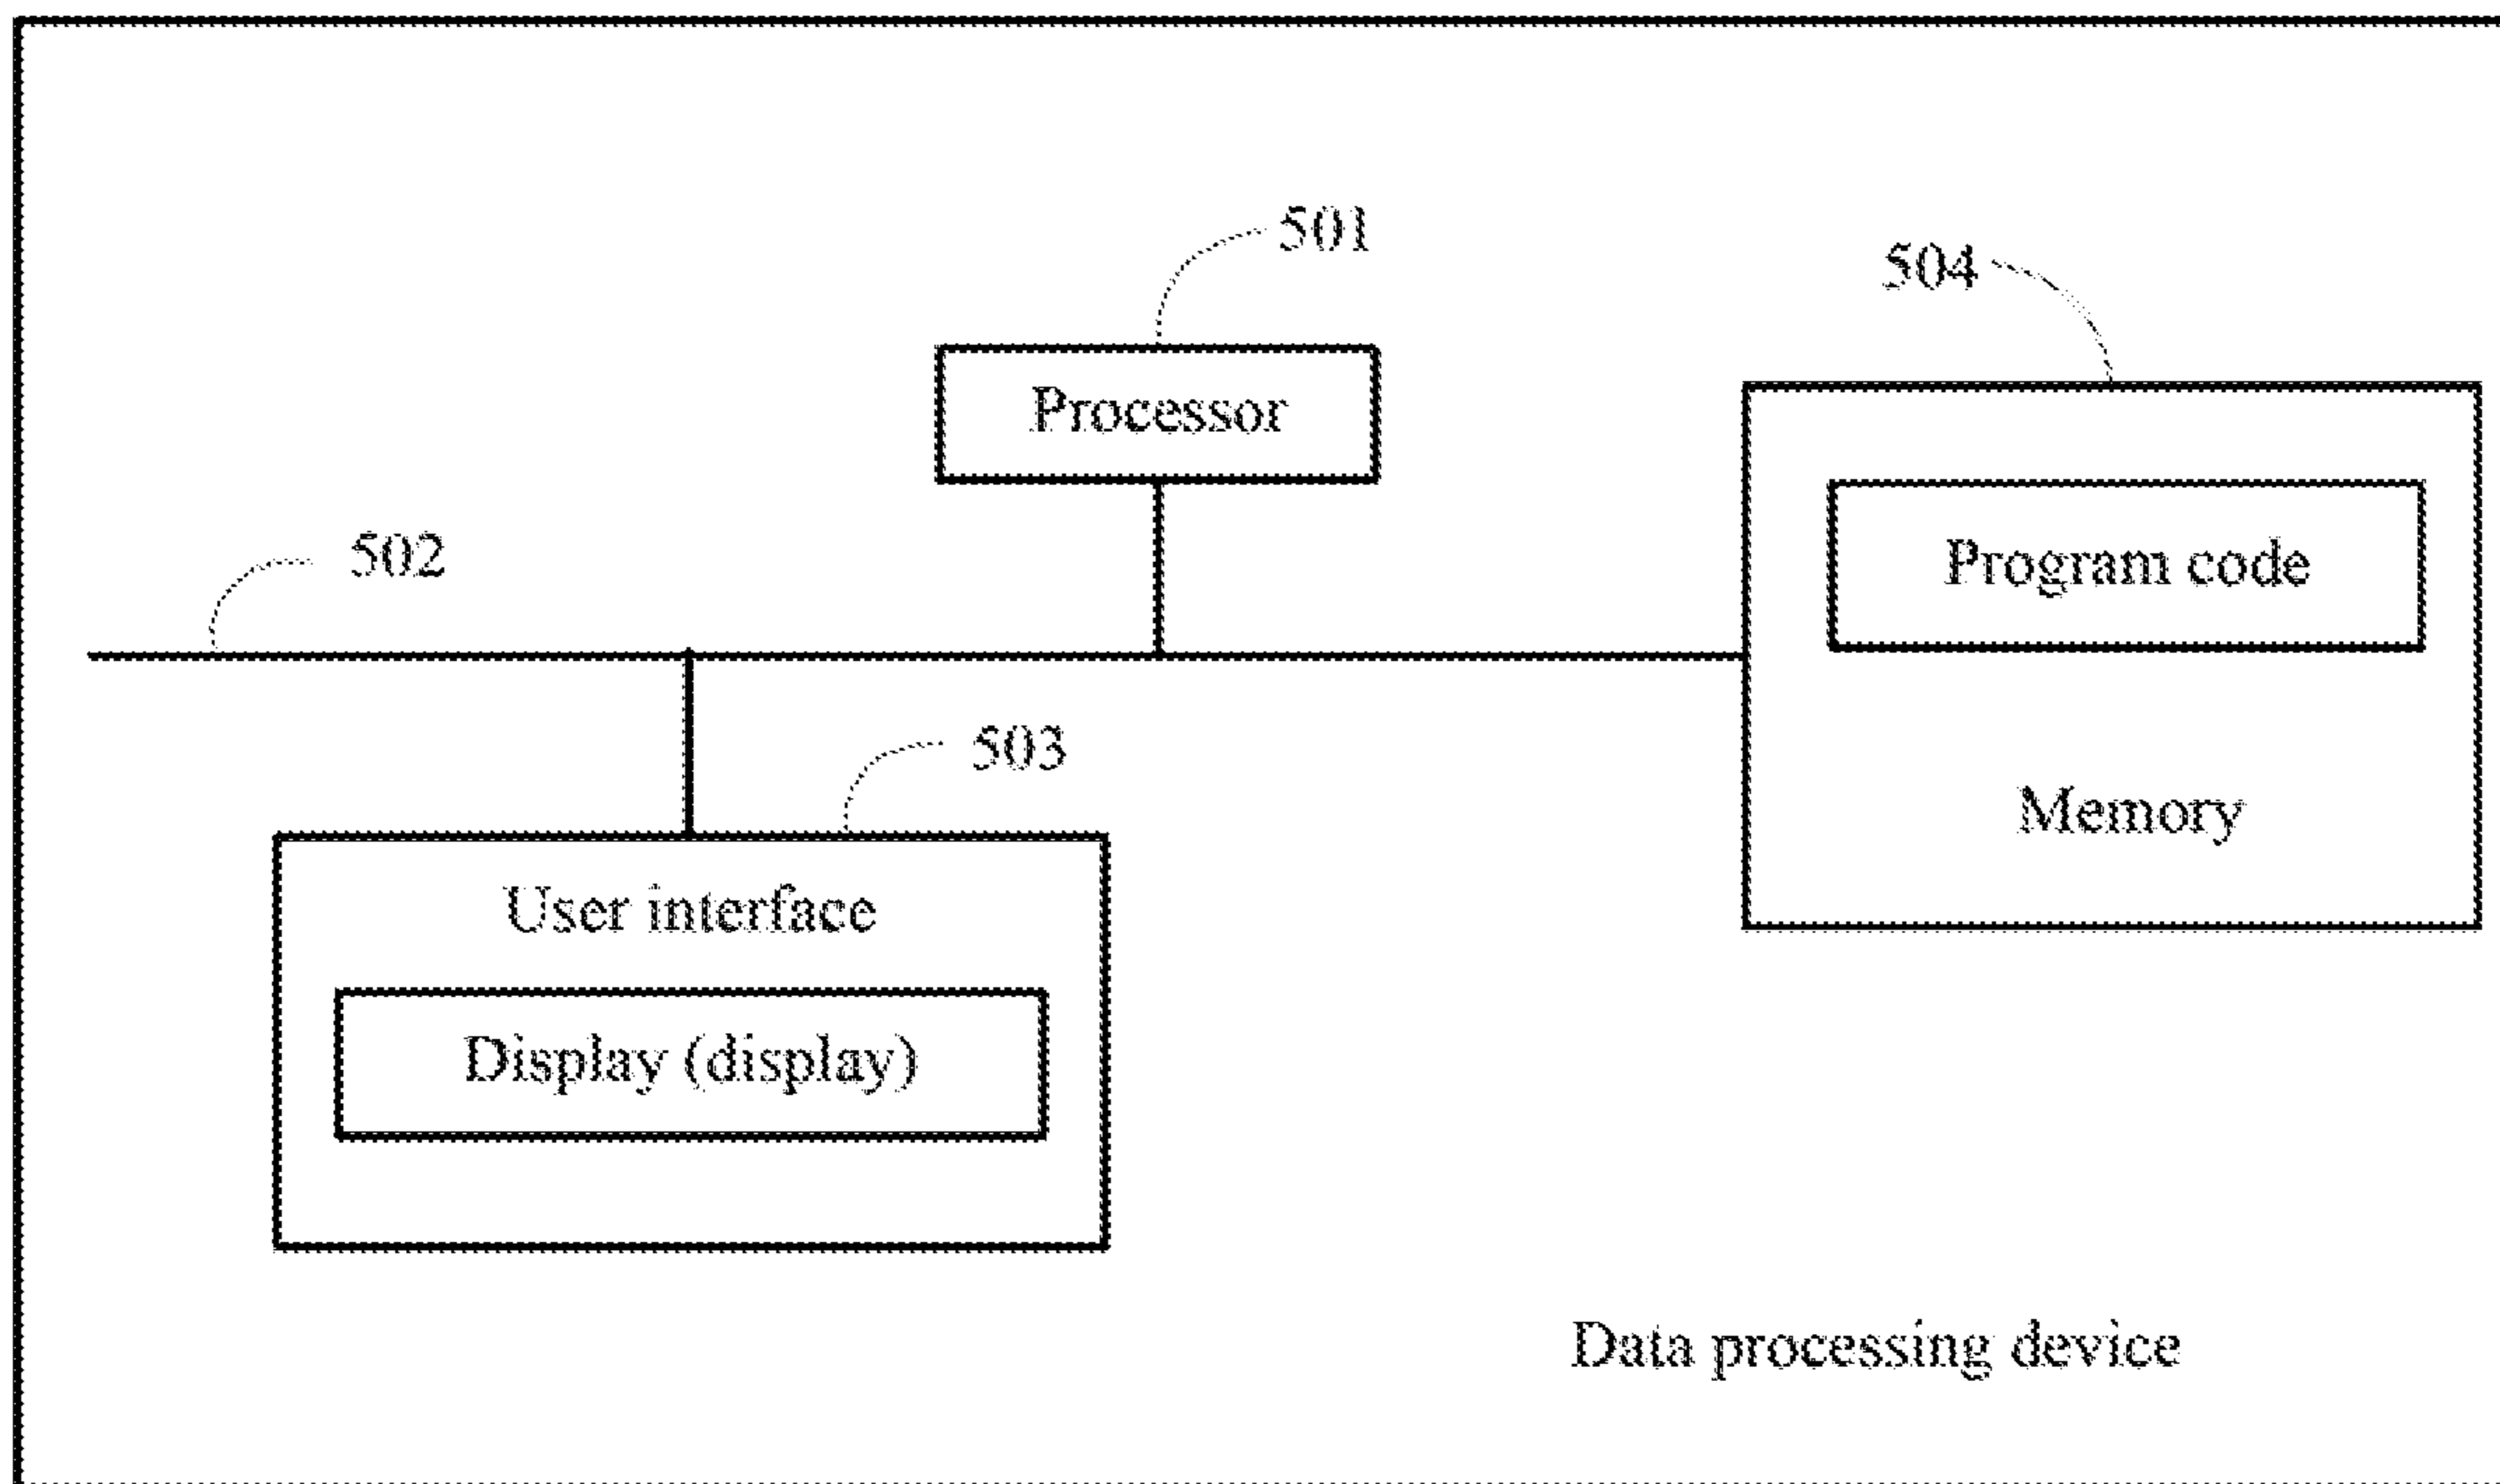 501
504
Processor
502
Program code
503
Memory
User interface
Display (display)
Data processing device